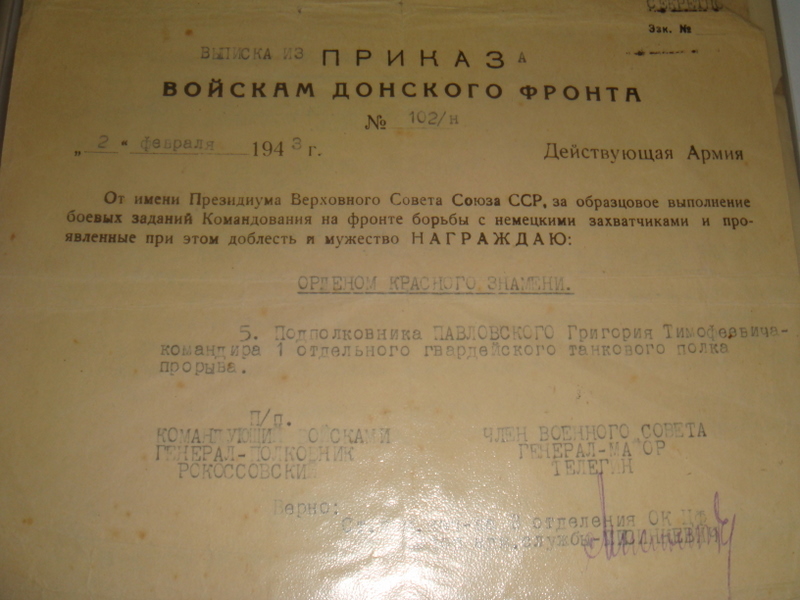 Зак. №
ВЫПИСКА ИЗ ПРИКАЗА
ВОЙСКАМ ДОНСКОГО ФРОНТА
№ 102/н
„ 2 “ февраля 1943 г. Действующая Армия
От имени Президиума Верховного Совета Союза ССР, за образцовое выполнение
боевых заданий Командования на фронте борьбы с немецкими захватчиками и про-
явленные при этом доблесть и мужество НАГРАЖДАЮ:
ОРДЕНОМ КРАСНОГО ЗНАМЕНИ.
5. Подполковника ПАВЛОВСКОГО Григория Тимофеевича-
командира 1 отдельного гвардейского танкового полка
прорыва.
П/п.
КОМАНДУЮЩИЙ ВОЙСКАМИ ЧЛЕН ВОЕННОГО СОВЕТА
ГЕНЕРАЛ-ПОЛКОВНИК ГЕНЕРАЛ-МАЙОР
РОКОССОВСКИЙ ТЕЛЕГИН
Верно:
отделения ОК
службы